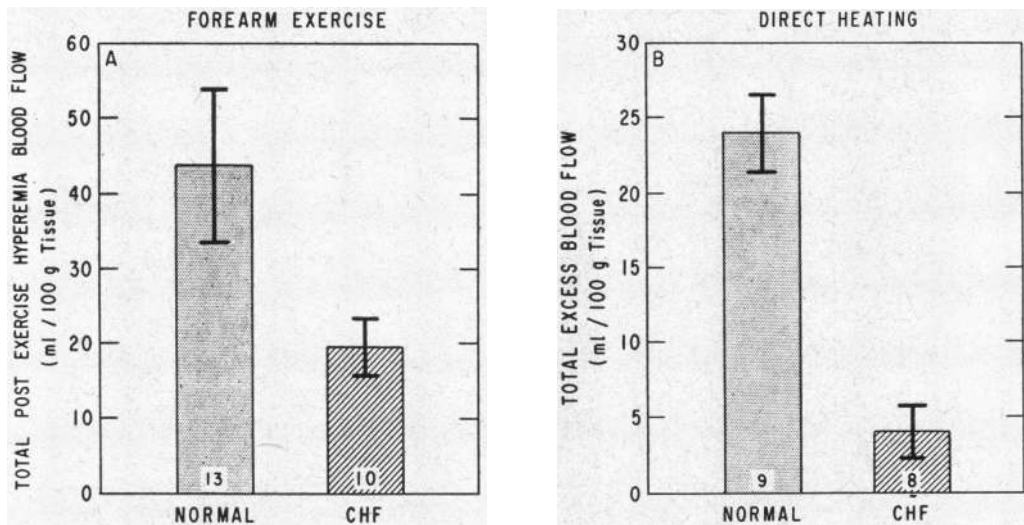 FOREARM EXERCISE
A
TOTAL POST EXERCISE HYPEREMIA BLOOD FLOW
(ml / 100 g Tissue)
60
50
40
30
20
10
0
13
10
NORMAL CHF
DIRECT HEATING
B
TOTAL EXCESS BLOOD FLOW
(ml / 100 g Tissue)
30
25
20
15
10
5
0
9
8
NORMAL CHF